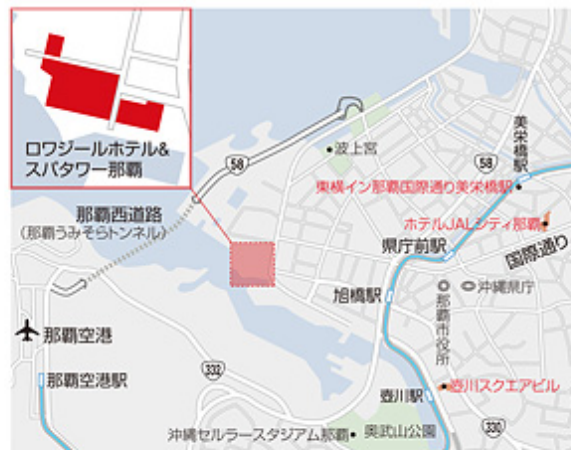 ロワジールホテル&
スパタワー那覇
58
波上宮
美栄橋駅
58
東横イン那覇国際通り美栄橋駅
那覇西道路
(那覇うみそらトンネル)
ホテルJALシティ那覇
県庁前駅
国際通り
旭橋駅
沖縄県庁
那覇市役所
那覇空港
332
那覇空港駅
壺川駅
壺川スクエアビル
沖縄セルラースタジアム那覇
奥武山公園
330